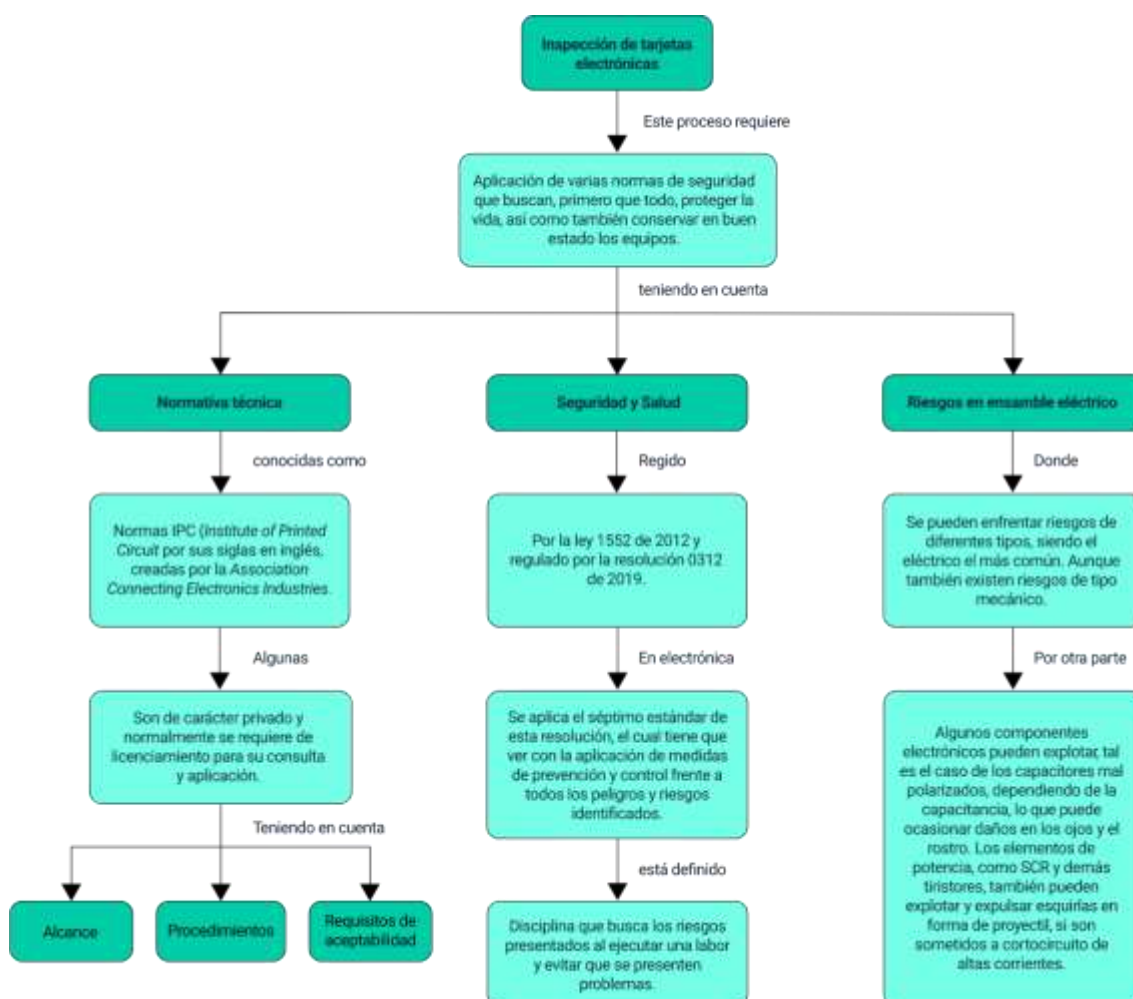 Inapección de tarjetas
electrónicas
Este proceso requiere
Aplicación de varias normas de seguridad
que buscan, primero que todo, proteger la
vida, así como también conservar en buen
estado los equipos.
teniendo en cuenta
Normativa técnica
conocidas como
Normas IPC (Institute of Printed
Circuit por sus siglas en inglés,
creadas por la Association
Connecting Electronics Industries.
Algunas
Son de carácter privado y
normalmente se requiere de
licenciamiento para su consulta
y aplicación.
Teniendo en cuenta
Alcance
Procedimientos
Requisitos de
aceptabilidad
Seguridad y Salud
Regido
Por la ley 1552 de 2012 y
regulado por la resolución 0312
de 2019.
En electrónica
Se aplica el séptimo estándar de
esta resolución, el cual tiene que
ver con la aplicación de medidas
de prevención y control frente a
todos los peligros y riesgos
identificados.
está definido
Disciplina que busca los riesgos
presentados al ejecutar una labor
y evitar que se presenten
problemas.
Riesgos en ensamble eléctrico
Donde
Se pueden enfrentar riesgos de
diferentes tipos, siendo el
eléctrico el más común. Aunque
también existen riesgos de tipo
mecánico.
Por otra parte
Algunos componentes
electrónicos pueden explotar, tal
es el caso de los capacitores mal
polarizados, dependiendo de la
capacitancia, lo que puede
ocasionar daños en los ojos y el
rostro. Los elementos de
potencia, como SCR y demás
tiristores, también pueden
explotar y expulsar esquirlas en
forma de proyectil, si son
sometidos a cortocircuito de
altas corrientes.